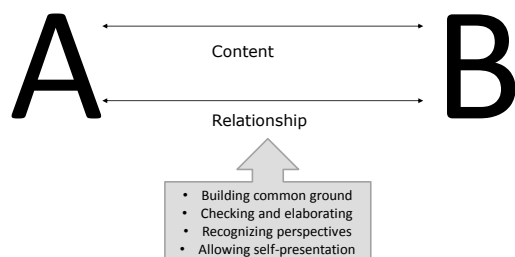 A
B
Content
Relationship
• Building common ground
• Checking and elaborating
• Recognizing perspectives
• Allowing self-presentation